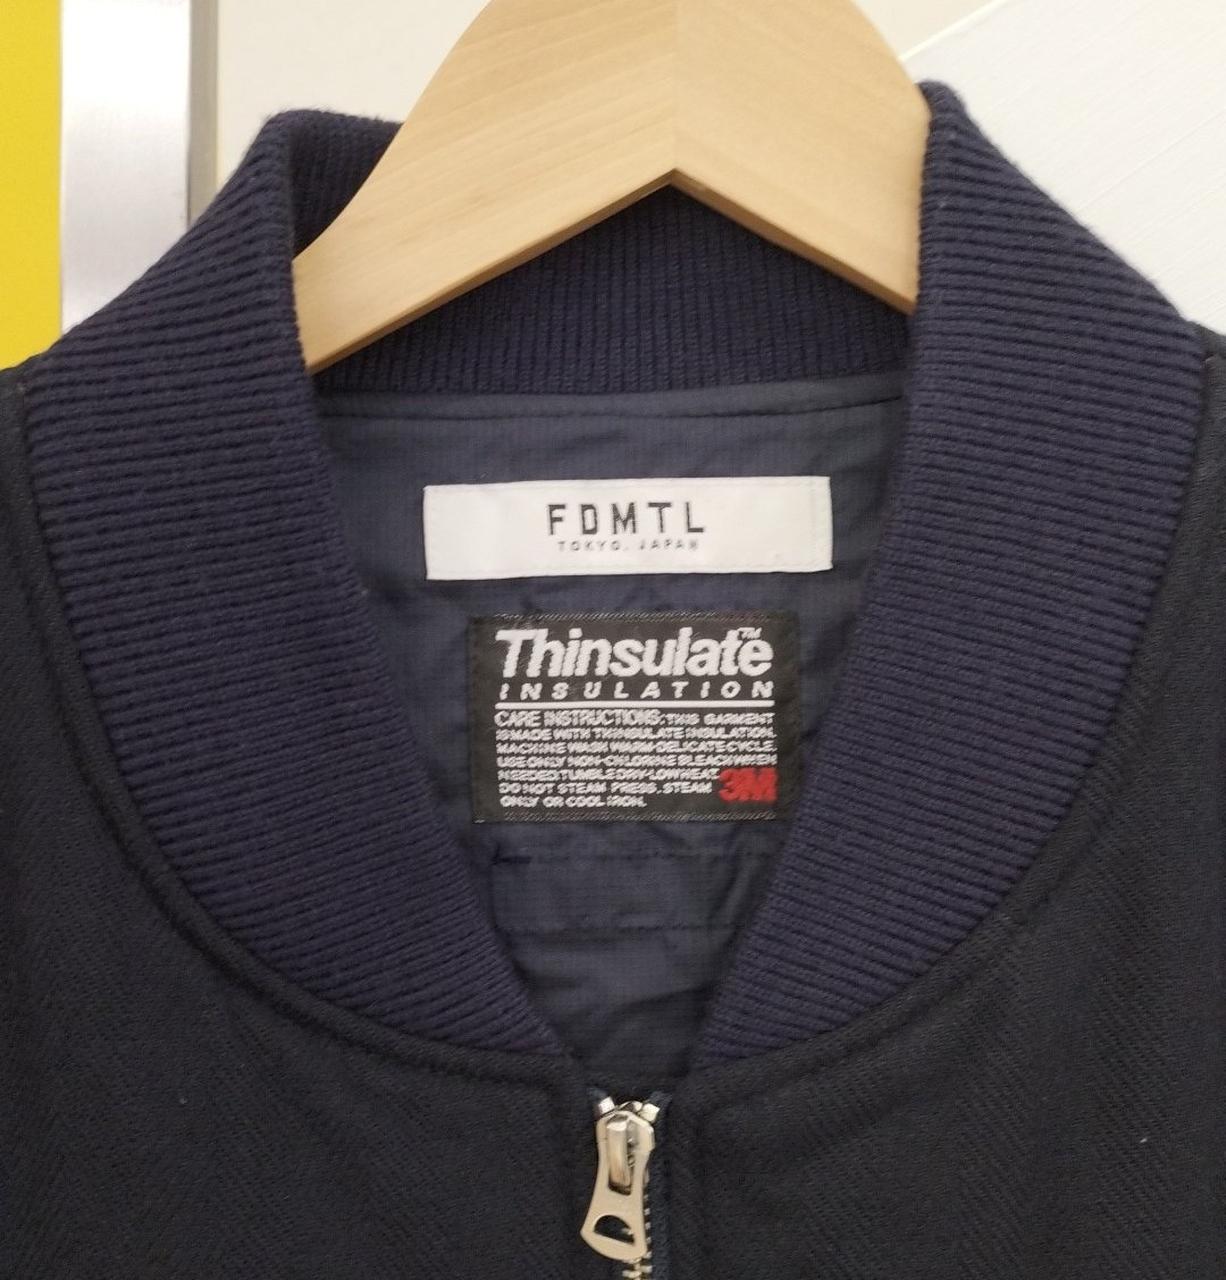 FDMTL
TOKYO, JAPAN
Thinsulate™
INSULATION
CARE INSTRUCTIONS: THIS GARMENT
IS MADE WITH THINSULATE INSULATION.
MACHINE WASH WARM-DELICATE CYCLE.
USE ONLY NON-CHLORINE BLEACH WHEN
NEEDED TUMBLE DRY-LOW HEAT
DO NOT STEAM PRESS. STEAM
ONLY OR COOL IRON.
3M